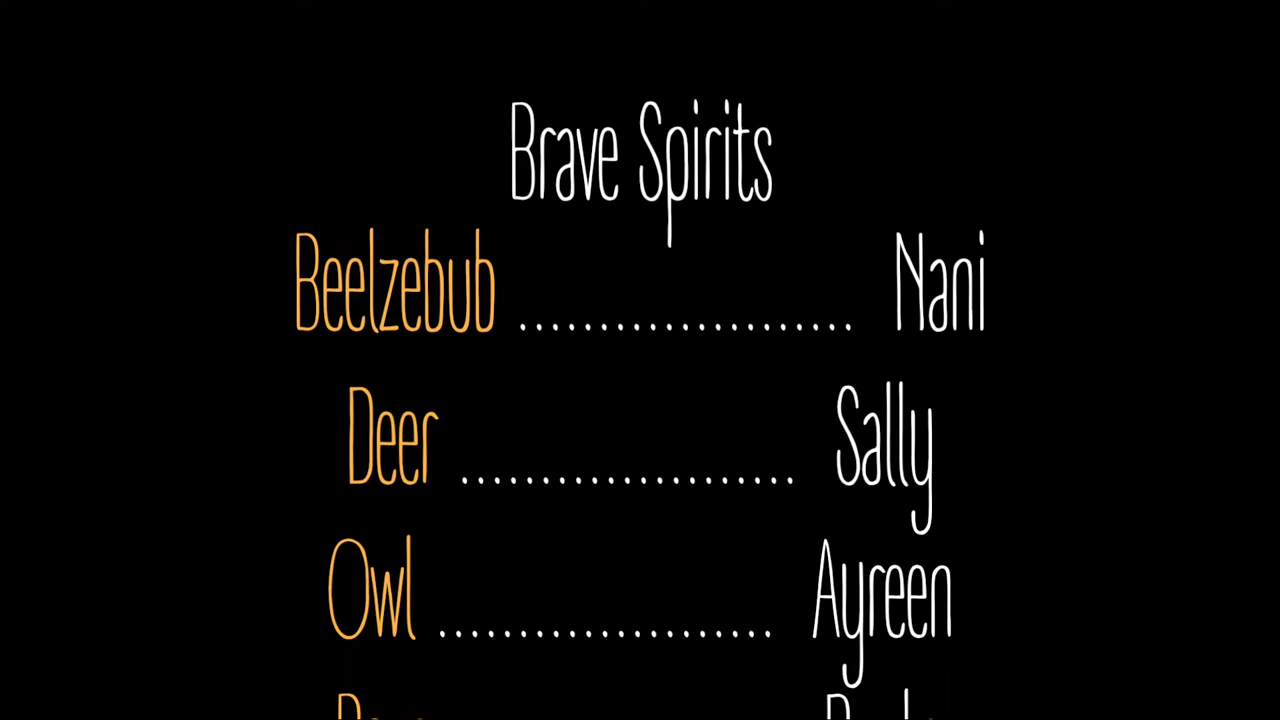 Brave Spirits
Beelzebub ..................... Nani
Deer ..................... Sally
Owl ..................... Ayreen